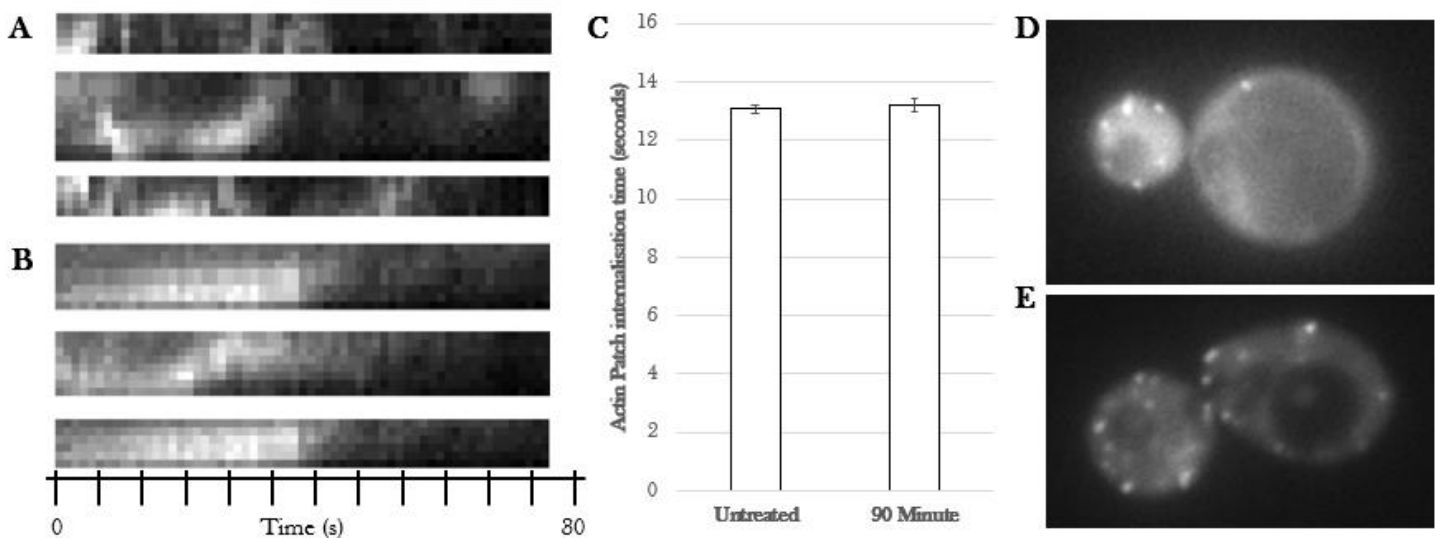 A
B
0
Time (s)
80
C
Actin Patch internalisation time (seconds)
16
14
12
10
8
6
4
2
0
Untreated
90 Minute
D
E